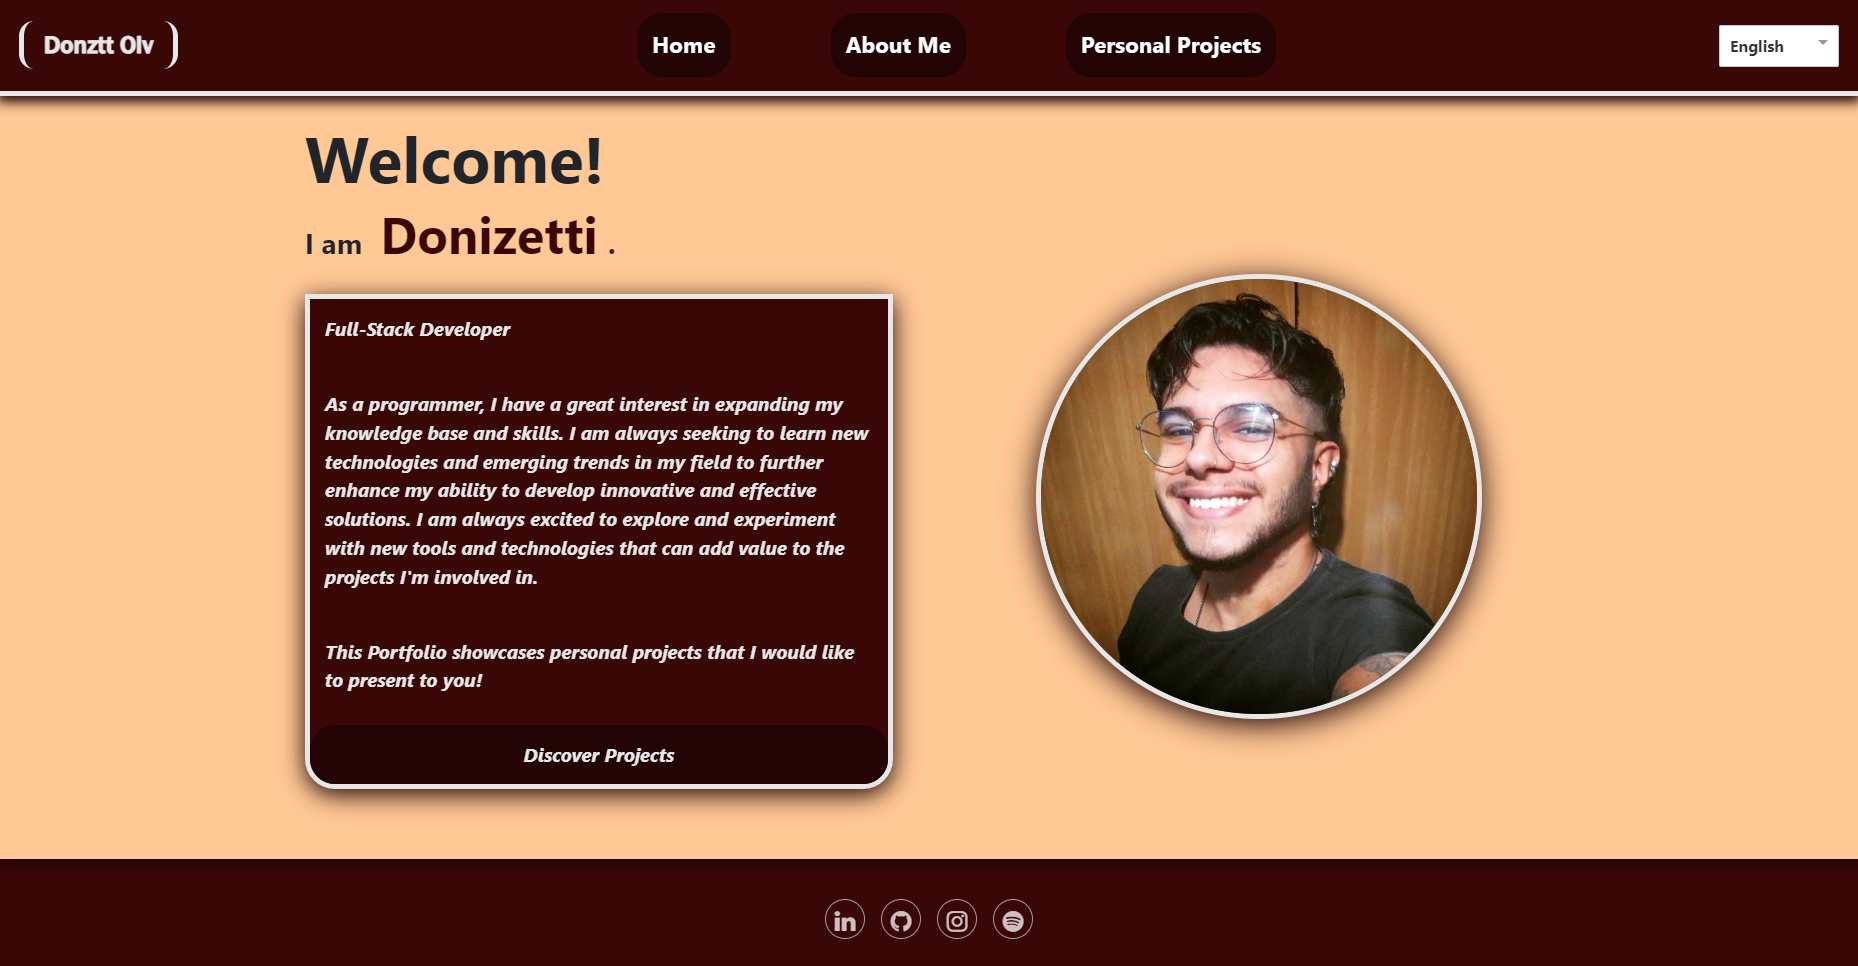 Donztt Olv
Home
About Me
Personal Projects
English
Welcome!
I am Donizetti .
Full-Stack Developer
As a programmer, I have a great interest in expanding my
knowledge base and skills. I am always seeking to learn new
technologies and emerging trends in my field to further
enhance my ability to develop innovative and effective
solutions. I am always excited to explore and experiment
with new tools and technologies that can add value to the
projects I'm involved in.
This Portfolio showcases personal projects that I would like
to present to you!
Discover Projects
in